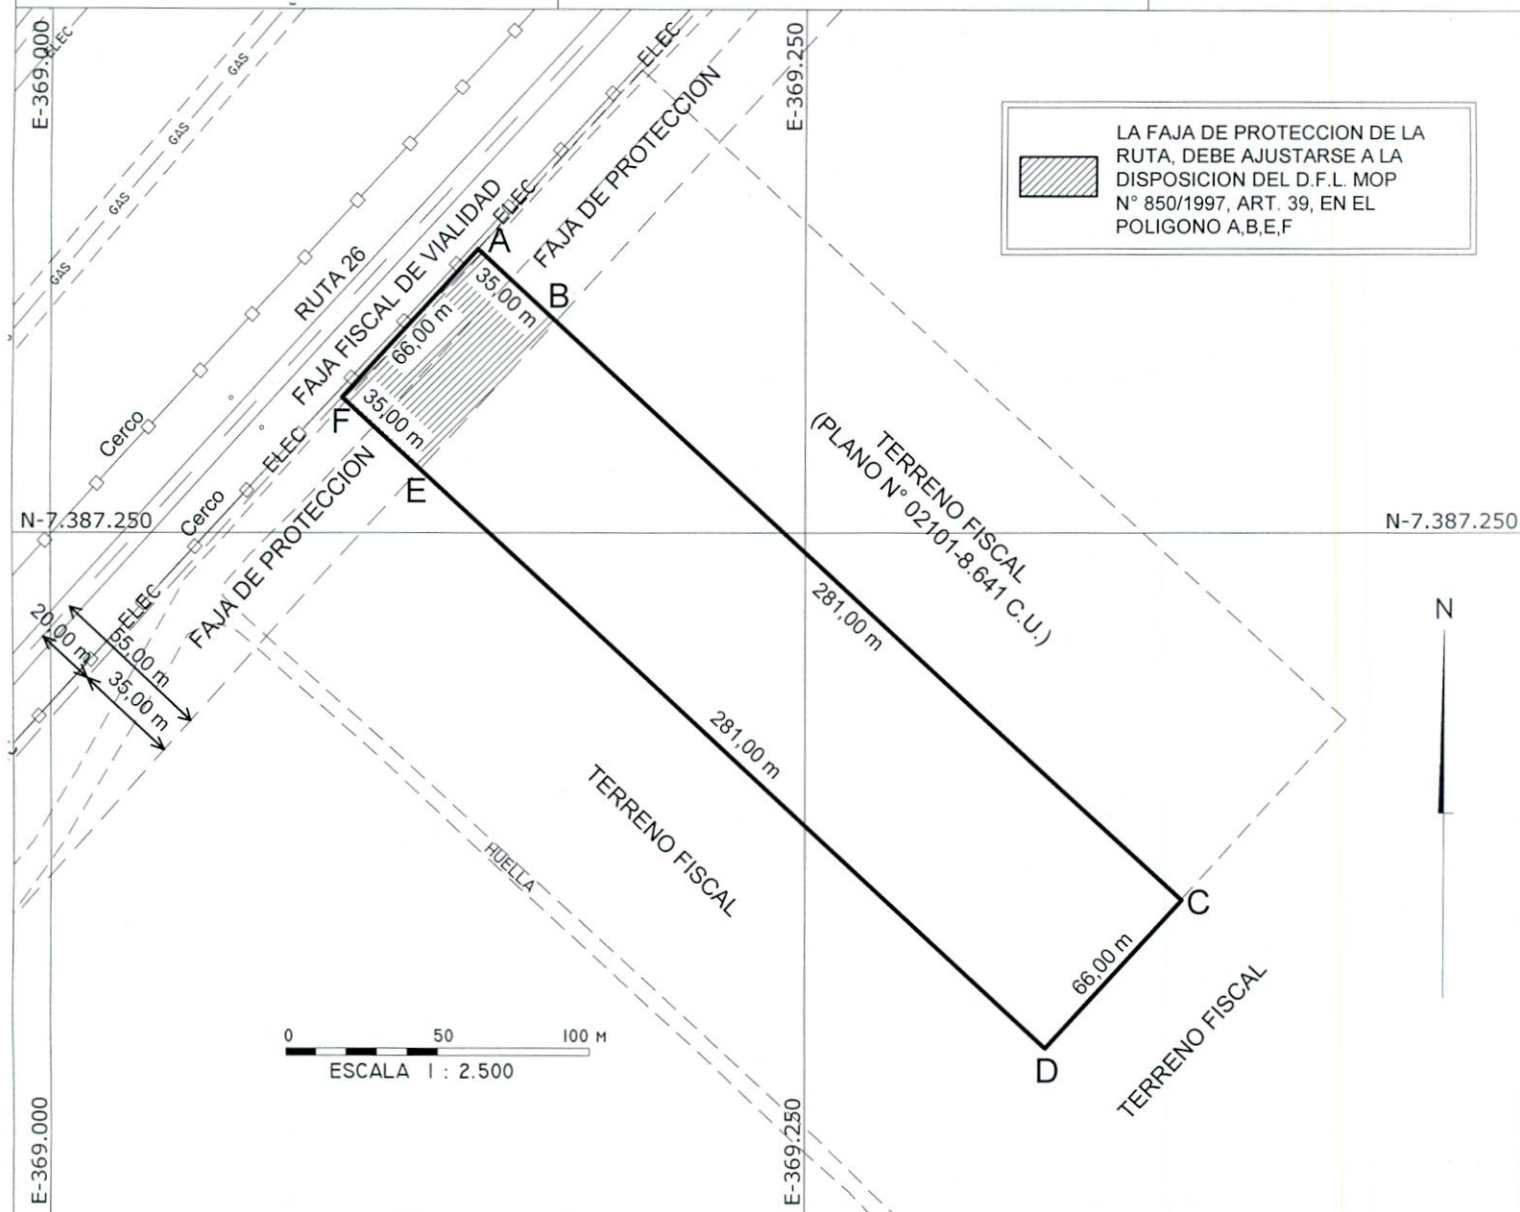 E-369.000
E-369.250
ELEC
GAS
GAS
GAS
GAS
ELEC
LA FAJA DE PROTECCION DE LA
RUTA, DEBE AJUSTARSE A LA
DISPOSICION DEL D.F.L. MOP
N° 850/1997, ART. 39, EN EL
POLIGONO A,B,E,F
FAJA DE PROTECCION
ELEC
RUTA 26
FAJA FISCAL DE VIALIDAD
A
35,00 m
B
66,00 m
35,00 m
F
E
Cerco
ELEC
Cerco
FAJA DE PROTECCION
N-7.387.250
N-7.387.250
TERRENO FISCAL
(PLANO N° 02101-8.641 C.U.)
281,00 m
281,00 m
ELEC
20,00 m
55,00 m
35,00 m
N
TERRENO FISCAL
HUELLA
C
66,00 m
D
TERRENO FISCAL
0 50 100 M
ESCALA 1 : 2.500
E-369.000
E-369.250